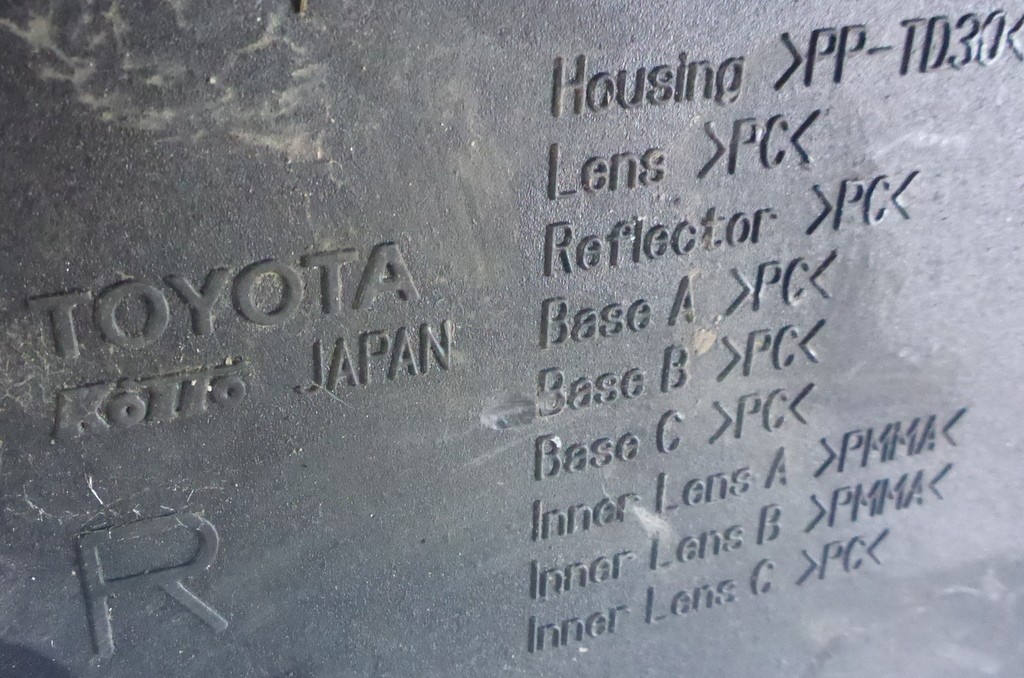 TOYOTA
KOITO JAPAN
R
Housing >PP-TD30<
Lens >PC<
Reflector >PC<
Base A >PC<
Base B >PC<
Base C >PC<
Inner Lens A >PMMA<
Inner Lens B >PMMA<
Inner Lens C >PC<